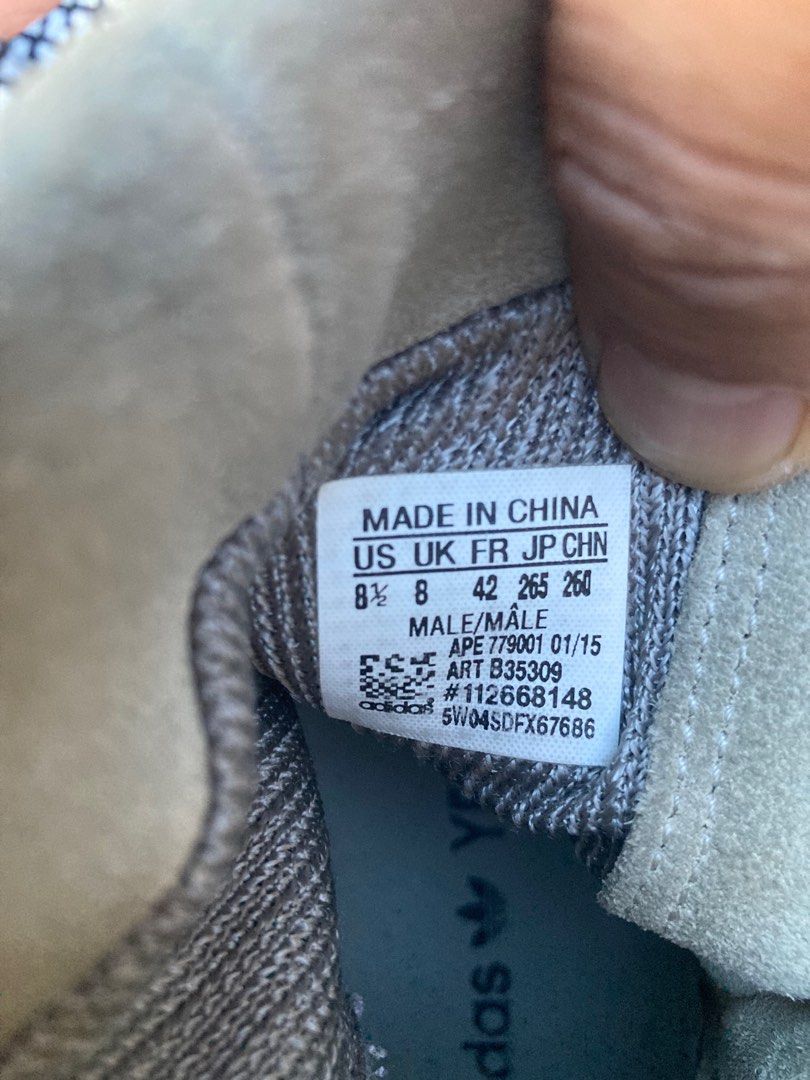 MADE IN CHINA
US UK FR JP CHN
8½ 8 42 265 260
MALE/MÂLE
APE 779001 01/15
ART B35309
#112668148
adidas
5W04SDFX67686